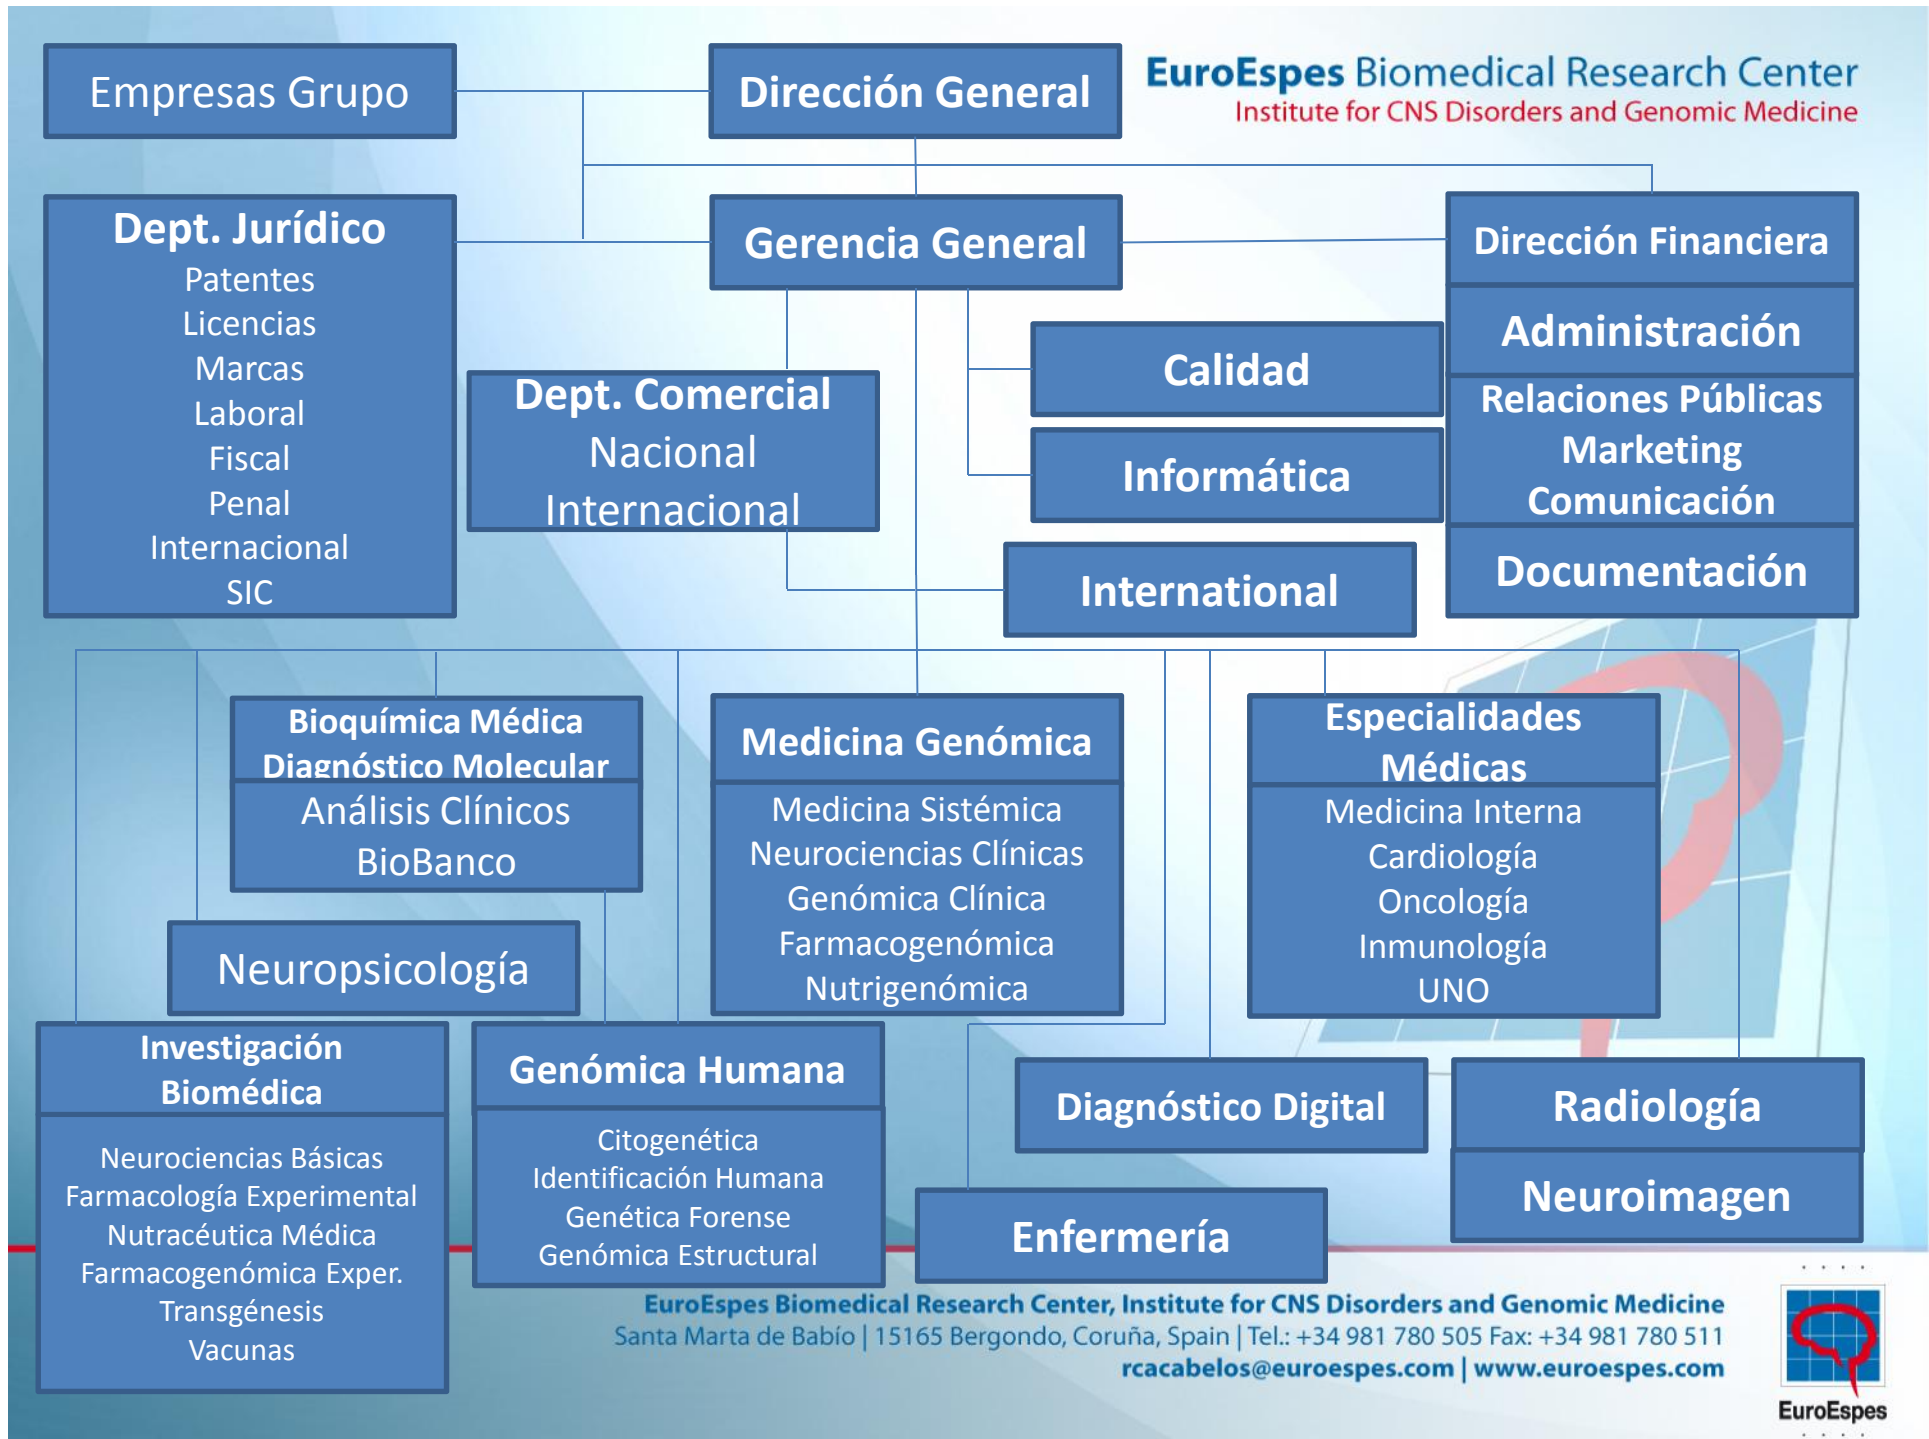 Empresas Grupo
Dirección General
EuroEspes Biomedical Research Center
Institute for CNS Disorders and Genomic Medicine
Dept. Jurídico
Patentes
Licencias
Marcas
Laboral
Fiscal
Penal
Internacional
SIC
Gerencia General
Dirección Financiera
Administración
Relaciones Públicas
Marketing
Comunicación
Documentación
Dept. Comercial
Nacional
Internacional
Calidad
Informática
International
Bioquímica Médica
Diagnóstico Molecular
Análisis Clínicos
BioBanco
Medicina Genómica
Medicina Sistémica
Neurociencias Clínicas
Genómica Clínica
Farmacogenómica
Nutrigenómica
Especialidades
Médicas
Medicina Interna
Cardiología
Oncología
Inmunología
UNO
Neuropsicología
Investigación
Biomédica
Neurociencias Básicas
Farmacología Experimental
Nutracéutica Médica
Farmacogenómica Exper.
Transgénesis
Vacunas
Genómica Humana
Citogenética
Identificación Humana
Genética Forense
Genómica Estructural
Diagnóstico Digital
Radiología
Neuroimagen
Enfermería
EuroEspes Biomedical Research Center, Institute for CNS Disorders and Genomic Medicine
Santa Marta de Babío | 15165 Bergondo, Coruña, Spain | Tel.: +34 981 780 505 Fax: +34 981 780 511
rcacabelos@euroespes.com | www.euroespes.com
EuroEspes